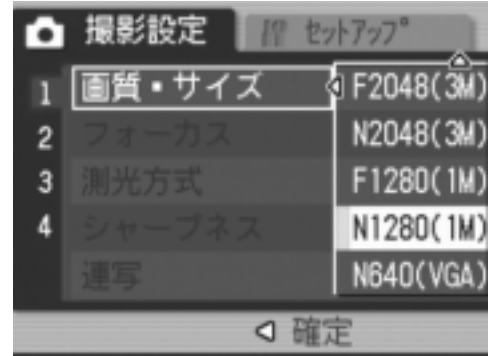 撮影設定 セットアップ
1 画質・サイズ F2048(3M)
2 フォーカス N2048(3M)
3 測光方式 F1280(1M)
4 シャープネス N1280(1M)
連写 N640(VGA)
確定